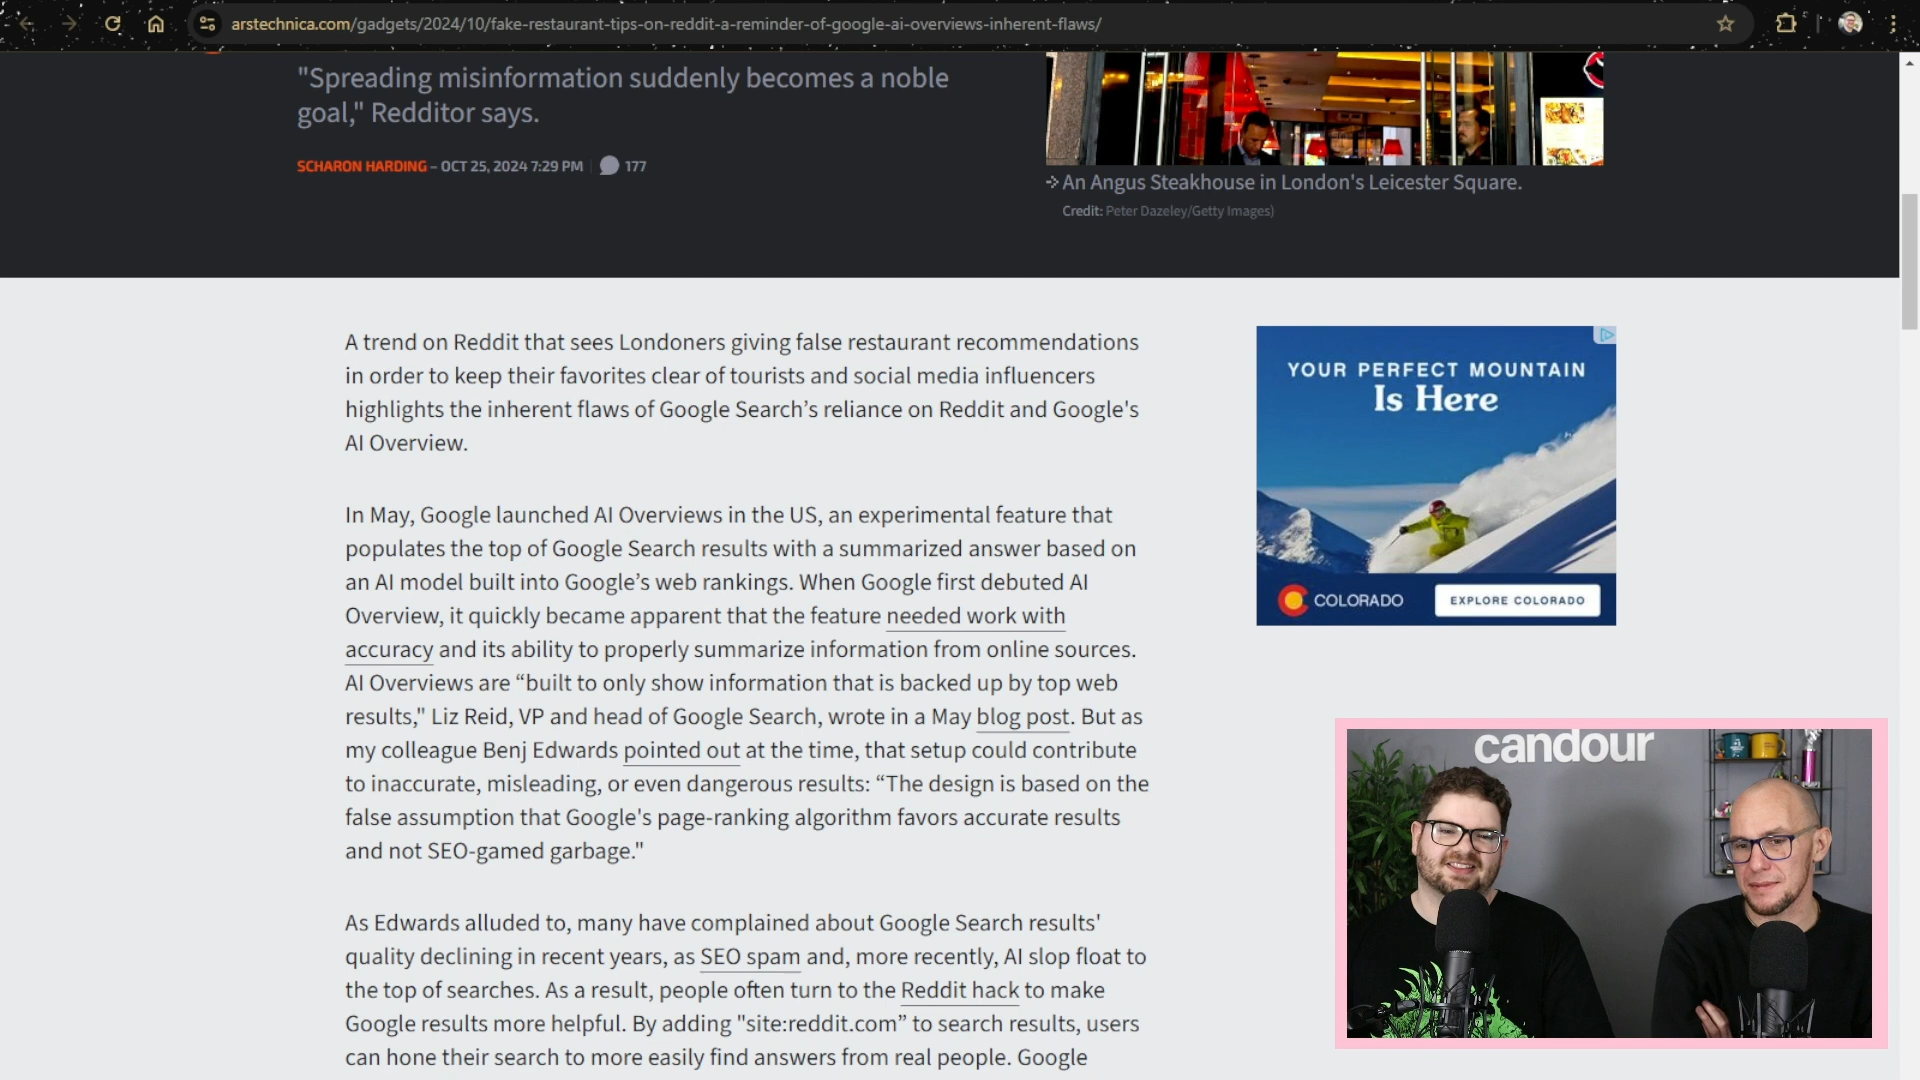 arstechnica.com/gadgets/2024/10/fake-restaurant-tips-on-reddit-a-reminder-of-google-ai-overviews-inherent-flaws/
"Spreading misinformation suddenly becomes a noble
goal," Redditor says.
SCHARON HARDING – OCT 25, 2024 7:29 PM | 177
An Angus Steakhouse in London's Leicester Square.
Credit: Peter Dazeley/Getty Images)
A trend on Reddit that sees Londoners giving false restaurant recommendations
in order to keep their favorites clear of tourists and social media influencers
highlights the inherent flaws of Google Search’s reliance on Reddit and Google's
AI Overview.
In May, Google launched AI Overviews in the US, an experimental feature that
populates the top of Google Search results with a summarized answer based on
an AI model built into Google’s web rankings. When Google first debuted AI
Overview, it quickly became apparent that the feature needed work with
accuracy and its ability to properly summarize information from online sources.
AI Overviews are “built to only show information that is backed up by top web
results," Liz Reid, VP and head of Google Search, wrote in a May blog post. But as
my colleague Benj Edwards pointed out at the time, that setup could contribute
to inaccurate, misleading, or even dangerous results: “The design is based on the
false assumption that Google's page-ranking algorithm favors accurate results
and not SEO-gamed garbage."
As Edwards alluded to, many have complained about Google Search results'
quality declining in recent years, as SEO spam and, more recently, AI slop float to
the top of searches. As a result, people often turn to the Reddit hack to make
Google results more helpful. By adding "site:reddit.com” to search results, users
can hone their search to more easily find answers from real people. Google
YOUR PERFECT MOUNTAIN
Is Here
COLORADO
EXPLORE COLORADO
candour